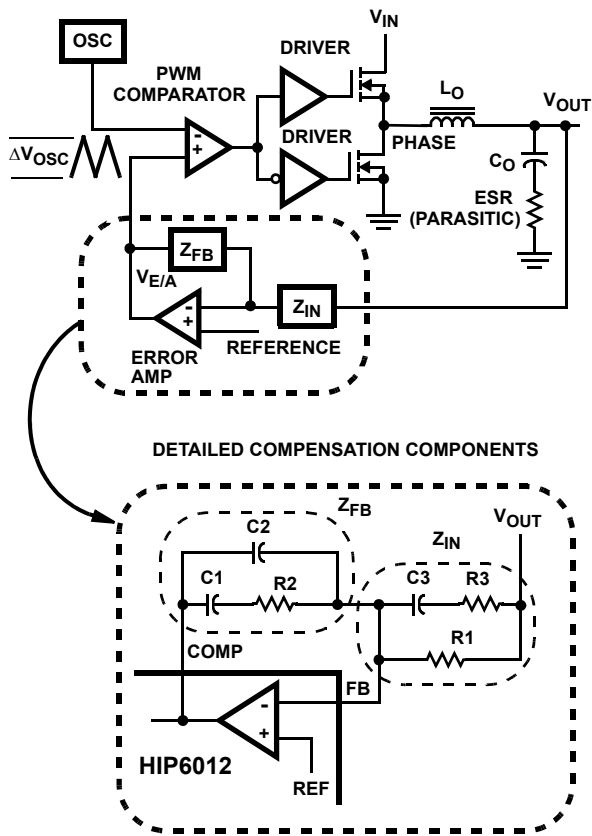 V_IN
OSC
DRIVER
PWM
COMPARATOR
L_O
V_OUT
-
+
DRIVER
PHASE
ΔV_OSC
C_O
ESR
(PARASITIC)
Z_FB
V_E/A
-
+
Z_IN
REFERENCE
ERROR
AMP
DETAILED COMPENSATION COMPONENTS
Z_FB
V_OUT
C2
Z_IN
C1
R2
C3
R3
R1
COMP
FB
-
+
HIP6012
REF